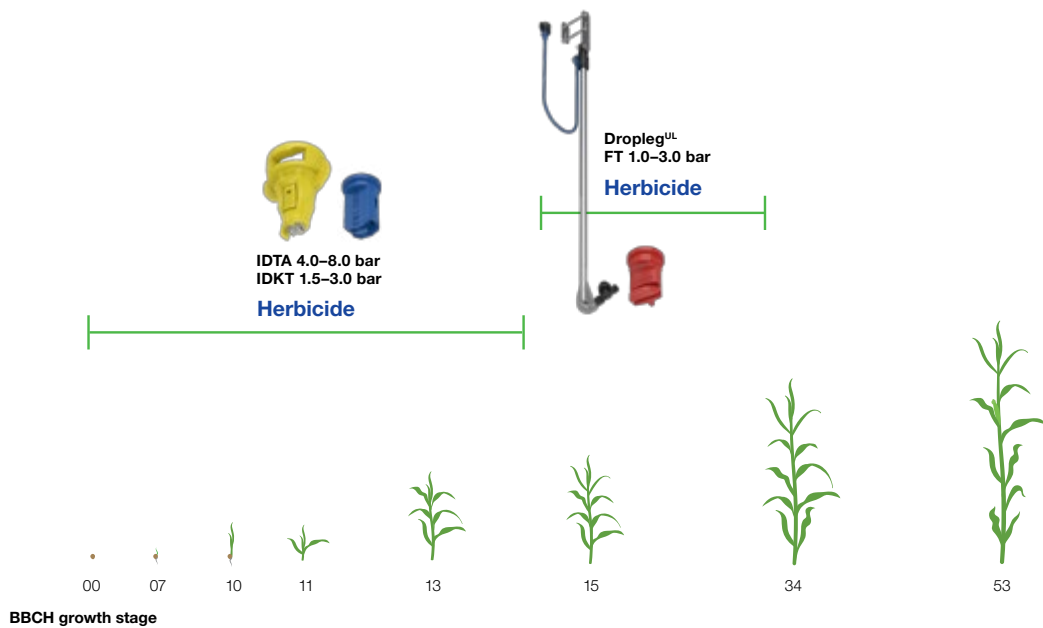 Dropleg^UL
FT 1.0–3.0 bar
Herbicide
IDTA 4.0–8.0 bar
IDKT 1.5–3.0 bar
Herbicide
00 07 10 11 13 15 34 53
BBCH growth stage